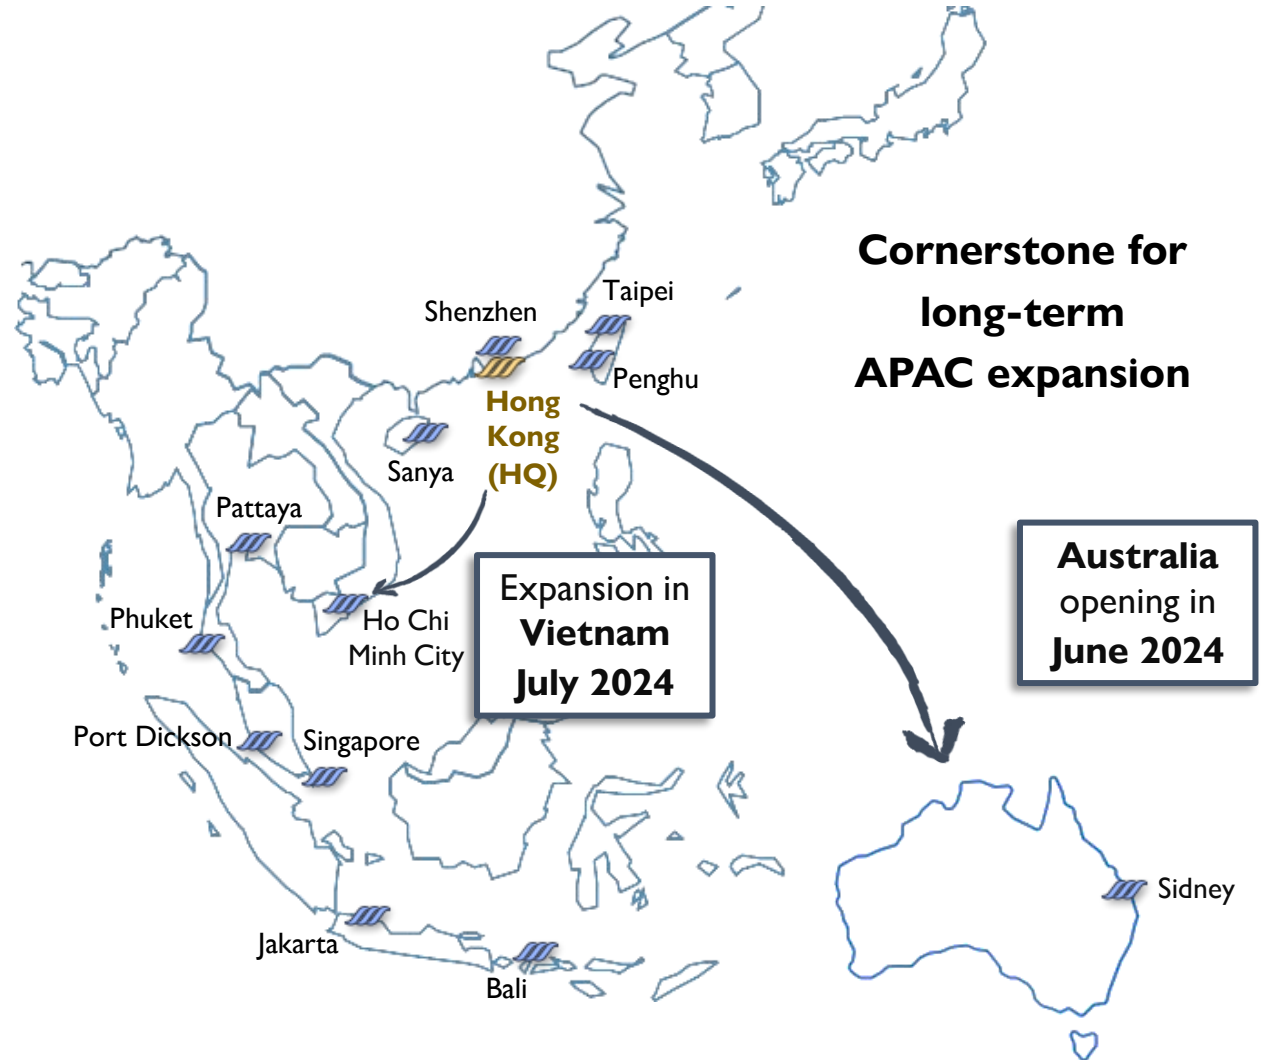 Cornerstone for
long-term
APAC expansion
Taipei
Shenzhen
Penghu
Hong
Kong
(HQ)
Sanya
Pattaya
Expansion in
Vietnam
July 2024
Australia
opening in
June 2024
Phuket
Ho Chi
Minh City
Port Dickson
Singapore
Sidney
Jakarta
Bali